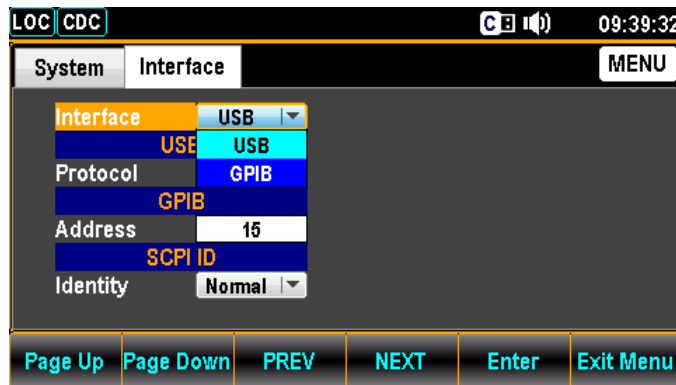 LOC CDC C 09:39:32
System Interface MENU
Interface USB
USB USB
Protocol GPIB
GPIB
Address 15
SCPI ID
Identity Normal
Page Up Page Down PREV NEXT Enter Exit Menu